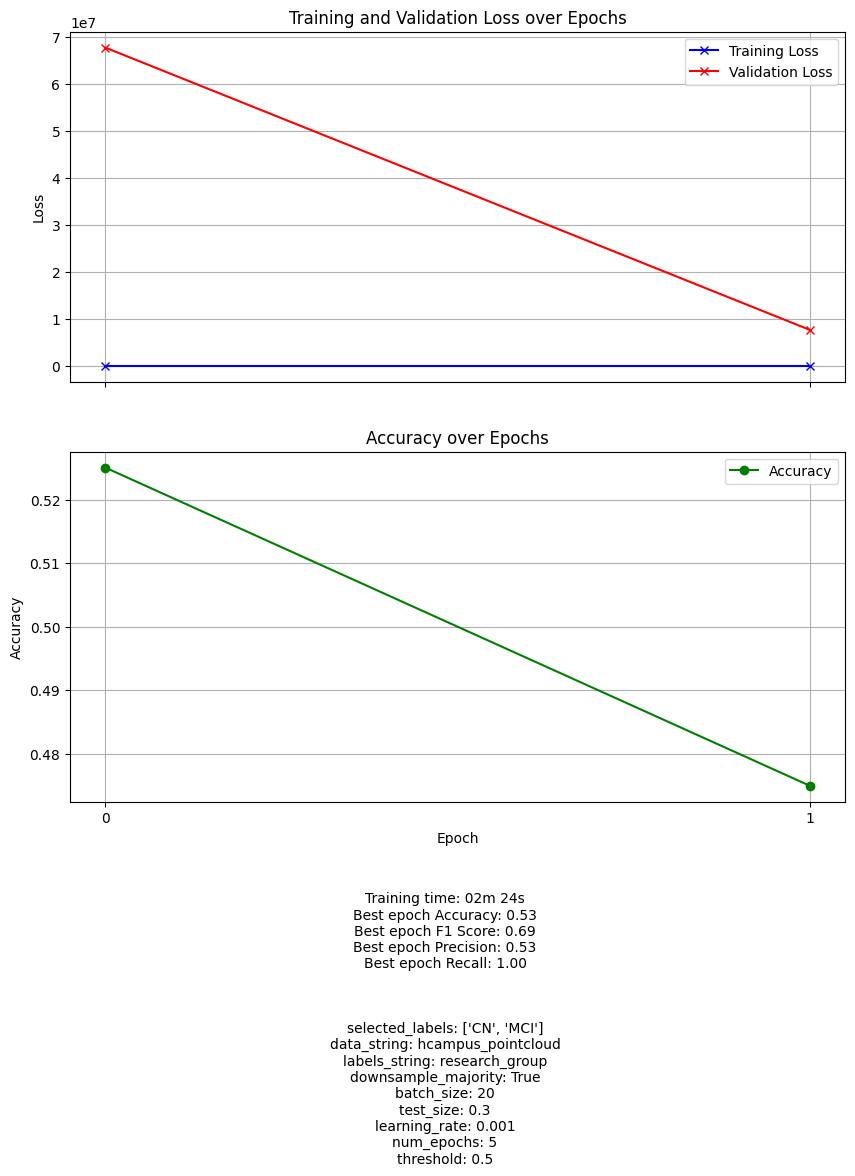 Training and Validation Loss over Epochs
1e7
7
6
5
4
3
2
1
0
Loss
Training Loss
Validation Loss
Accuracy over Epochs
0.52
0.51
0.50
0.49
0.48
Accuracy
Accuracy
0 1
Epoch
Training time: 02m 24s
Best epoch Accuracy: 0.53
Best epoch F1 Score: 0.69
Best epoch Precision: 0.53
Best epoch Recall: 1.00
selected_labels: ['CN', 'MCI']
data_string: hcampus_pointcloud
labels_string: research_group
downsample_majority: True
batch_size: 20
test_size: 0.3
learning_rate: 0.001
num_epochs: 5
threshold: 0.5